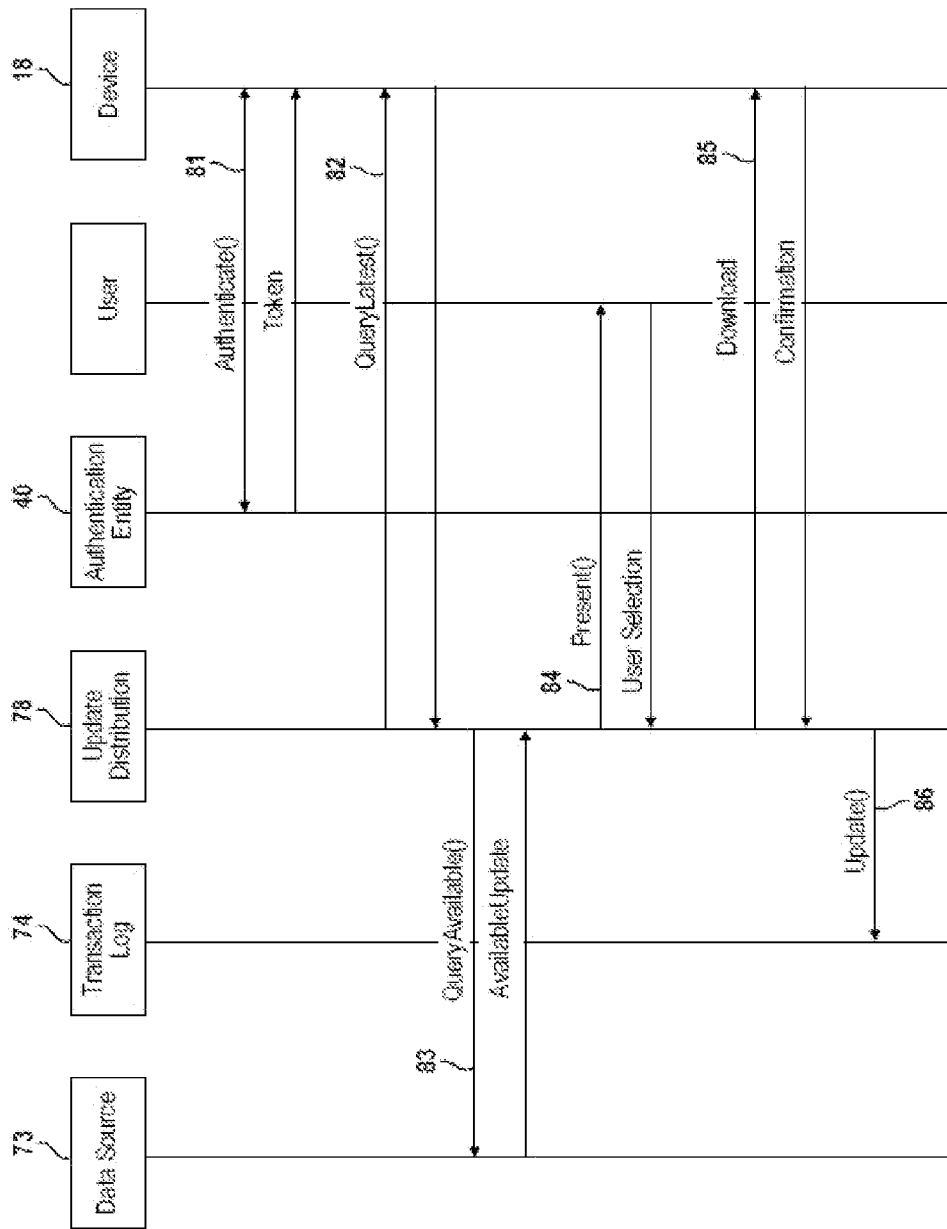 73
Data Source
74
Transaction
Log
78
Update
Distribution
40
Authentication
Entity
User
18
Device
Authenticate()
81
Token
QueryLatest()
82
83
QueryAvailable()
AvailableUpdate
84
Present()
User Selection
Download
85
Confirmation
Update()
86